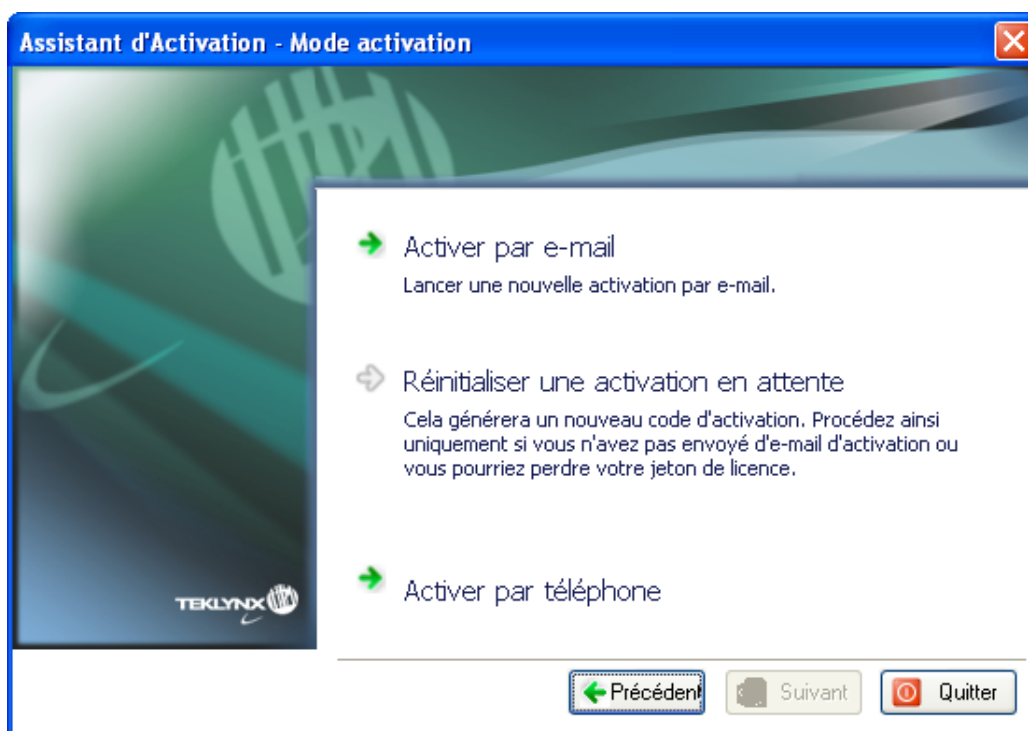 Assistant d'Activation - Mode activation
Activer par e-mail
Lancer une nouvelle activation par e-mail.
Réinitialiser une activation en attente
Cela générera un nouveau code d'activation. Procédez ainsi
uniquement si vous n'avez pas envoyé d'e-mail d'activation ou
vous pourriez perdre votre jeton de licence.
Activer par téléphone
TEKLYNX
Précédent
Suivant
Quitter